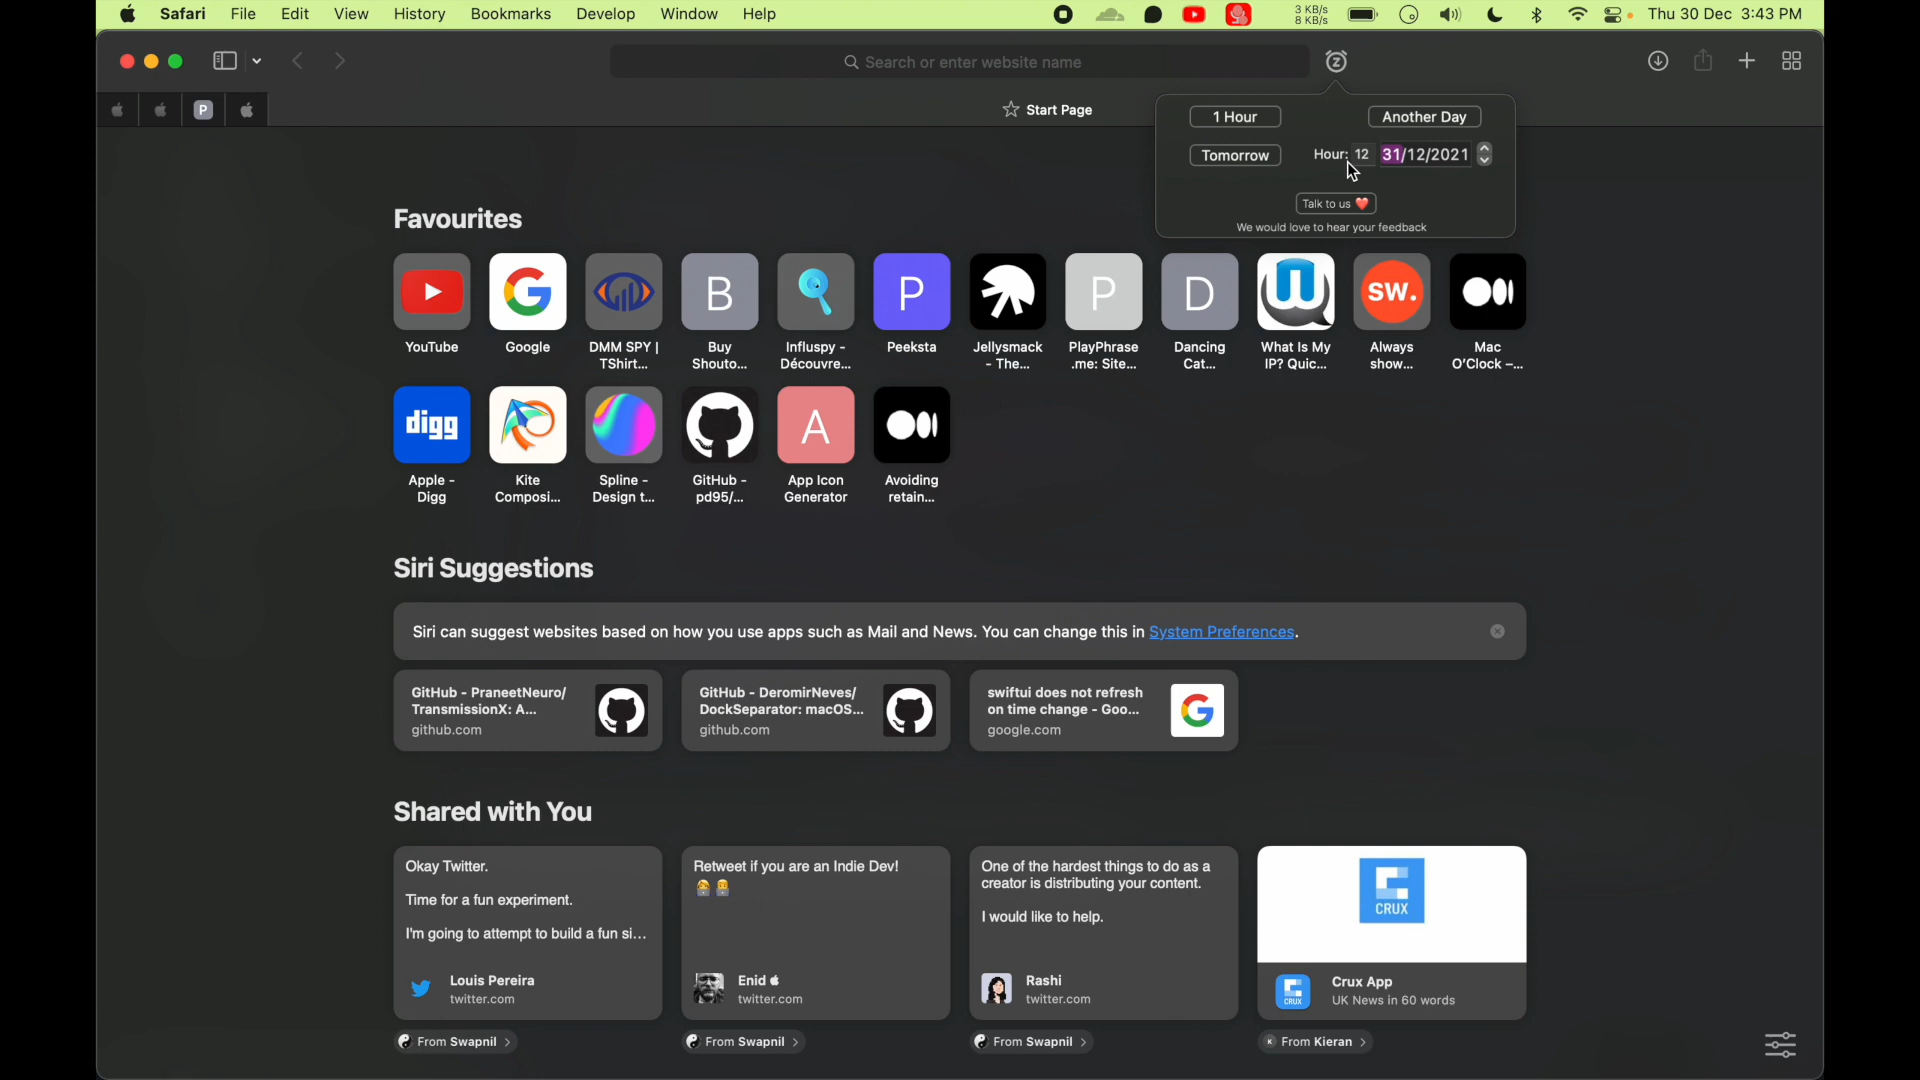 Safari File Edit View History Bookmarks Develop Window Help
3 KB/s
8 KB/s
Thu 30 Dec 3:43 PM
Search or enter website name
P
Start Page
1 Hour
Another Day
Tomorrow
Hour: 12 31/12/2021
Talk to us ❤️
We would love to hear your feedback
Favourites
B
P
P
D
sw.
YouTube
Google
DMM SPY |
TShirt...
Buy
Shouto...
Influspy -
Découvre...
Peeksta
Jellysmack
- The...
PlayPhrase
.me: Site...
Dancing
Cat...
What Is My
IP? Quic...
Always
show...
Mac
O'Clock –...
digg
A
Apple -
Digg
Kite
Composi...
Spline -
Design t...
GitHub -
pd95/...
App Icon
Generator
Avoiding
retain...
Siri Suggestions
Siri can suggest websites based on how you use apps such as Mail and News. You can change this in System Preferences.
GitHub - PraneetNeuro/
TransmissionX: A...
github.com
GitHub - DeromirNeves/
DockSeparator: macOS...
github.com
swiftui does not refresh
on time change - Goo...
google.com
Shared with You
Okay Twitter.
Time for a fun experiment.
I'm going to attempt to build a fun si...
Louis Pereira
twitter.com
Retweet if you are an Indie Dev!
Enid
twitter.com
One of the hardest things to do as a
creator is distributing your content.
I would like to help.
Rashi
twitter.com
CRUX
CRUX
Crux App
UK News in 60 words
From Swapnil >
From Swapnil >
From Swapnil >
K From Kieran >